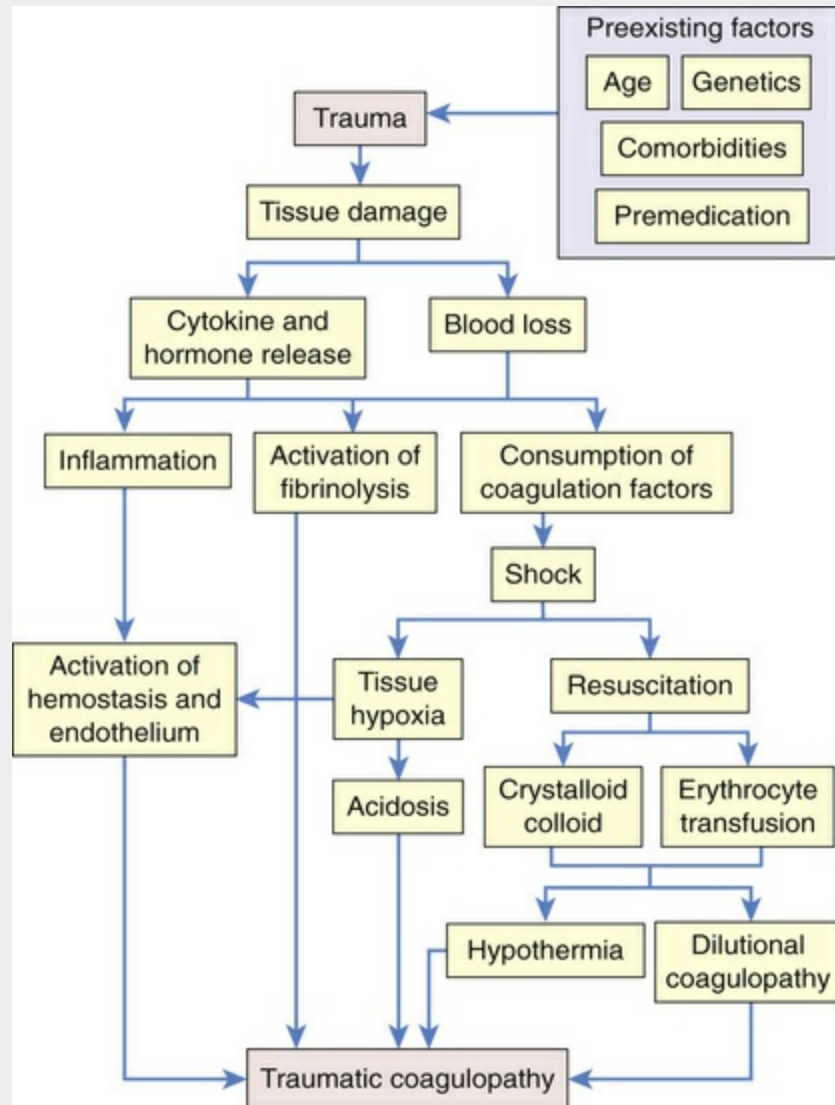 Preexisting factors
Age
Genetics
Comorbidities
Premedication
Trauma
Tissue damage
Cytokine and
hormone release
Blood loss
Inflammation
Activation of
fibrinolysis
Consumption of
coagulation factors
Shock
Activation of
hemostasis and
endothelium
Tissue
hypoxia
Resuscitation
Acidosis
Crystalloid
colloid
Erythrocyte
transfusion
Hypothermia
Dilutional
coagulopathy
Traumatic coagulopathy